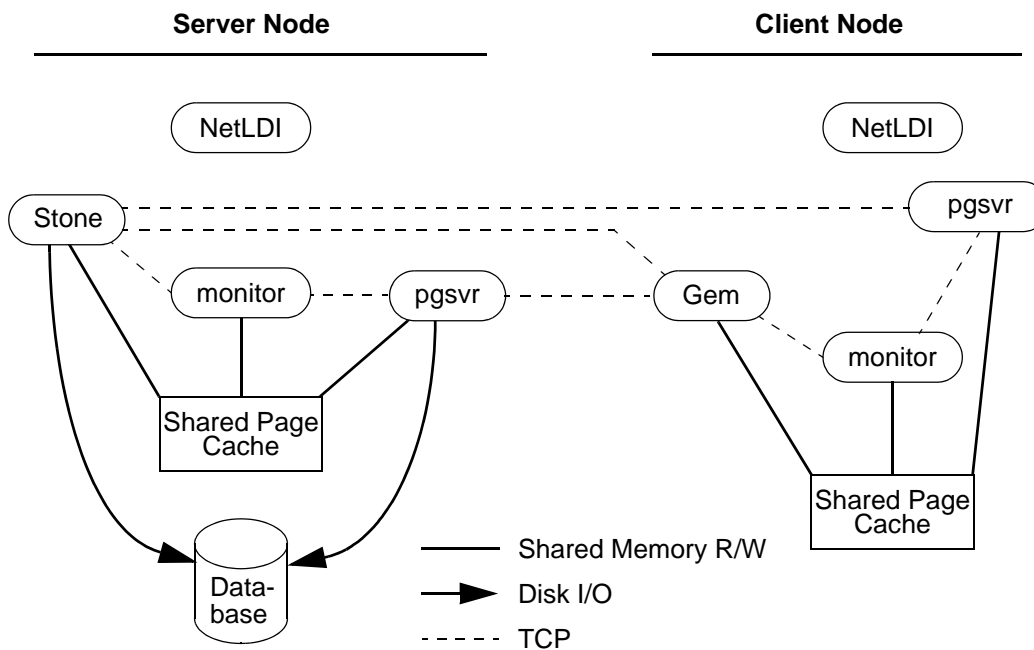 Server Node
Client Node
NetLDI
NetLDI
Stone
pgsvr
monitor
pgsvr
Gem
monitor
Shared Page
Cache
Shared Page
Cache
Data-
base
Shared Memory R/W
Disk I/O
TCP